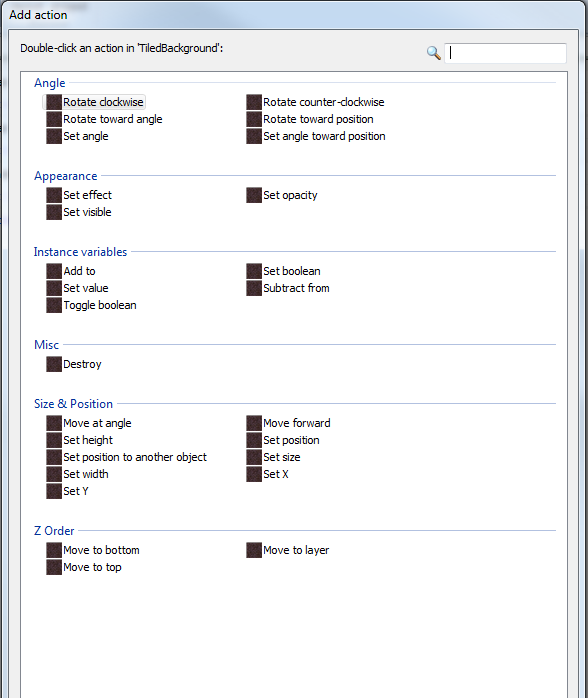 Add action
Double-click an action in 'TiledBackground':
Angle
Rotate clockwise Rotate counter-clockwise
Rotate toward angle Rotate toward position
Set angle Set angle toward position
Appearance
Set effect Set opacity
Set visible
Instance variables
Add to Set boolean
Set value Subtract from
Toggle boolean
Misc
Destroy
Size & Position
Move at angle Move forward
Set height Set position
Set position to another object Set size
Set width Set X
Set Y
Z Order
Move to bottom Move to layer
Move to top